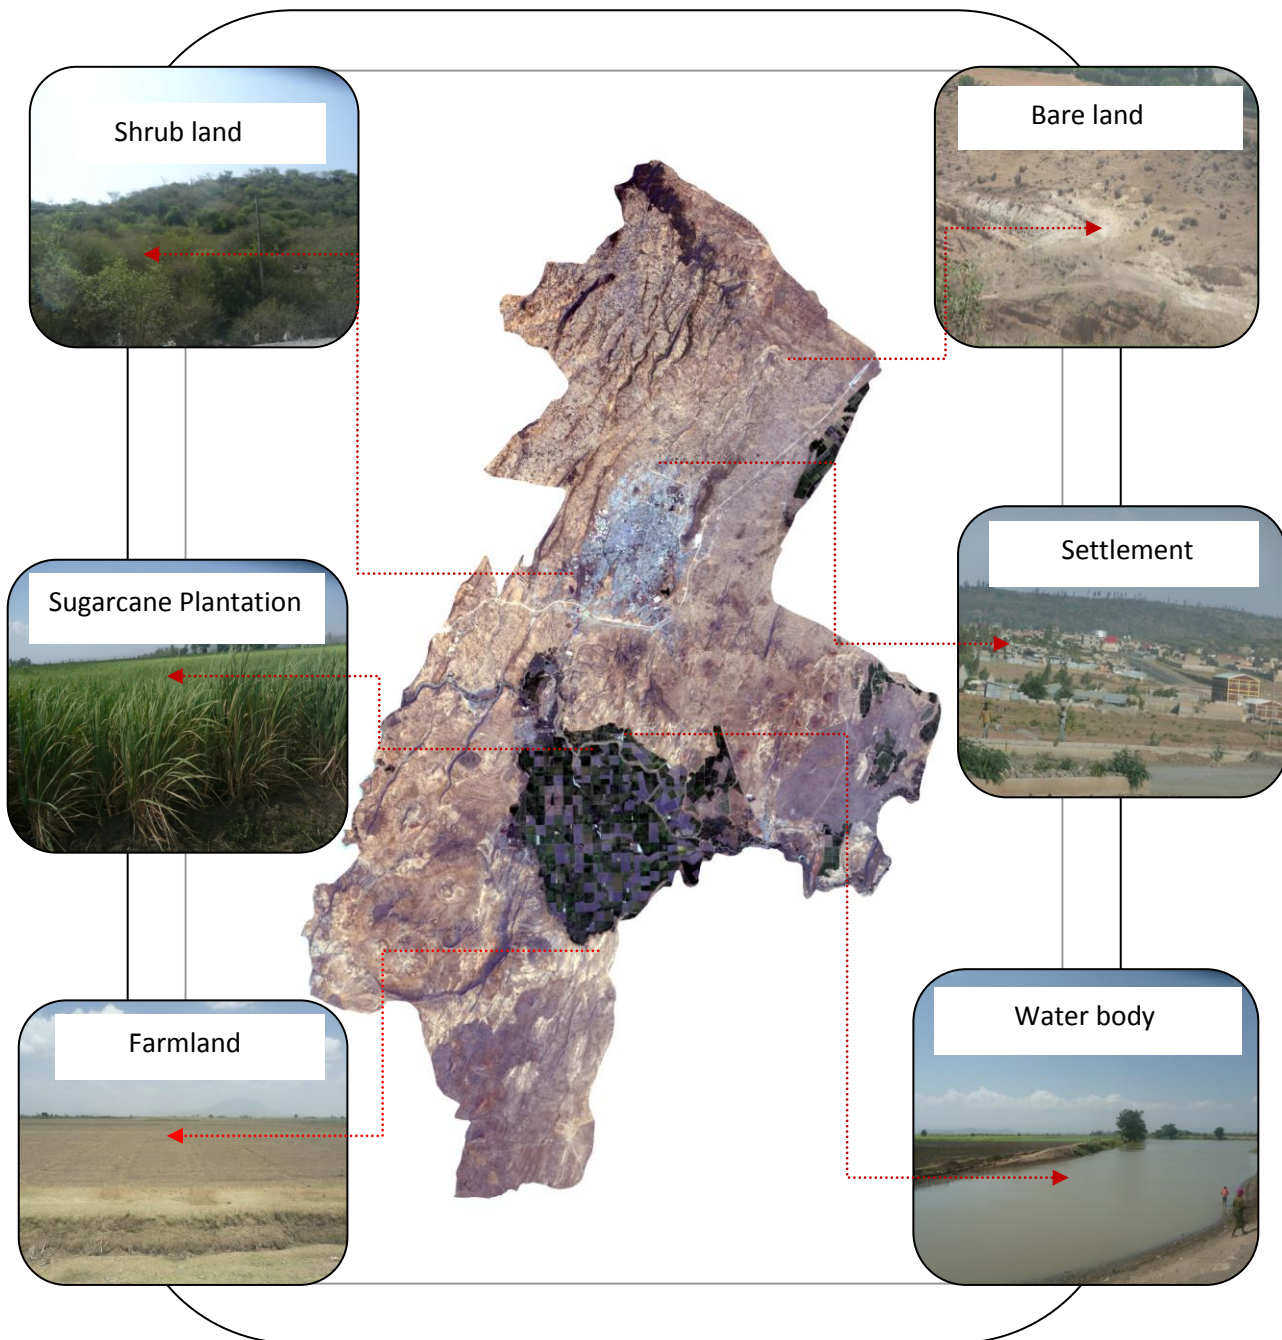 Shrub land
Bare land
Sugarcane Plantation
Settlement
Farmland
Water body